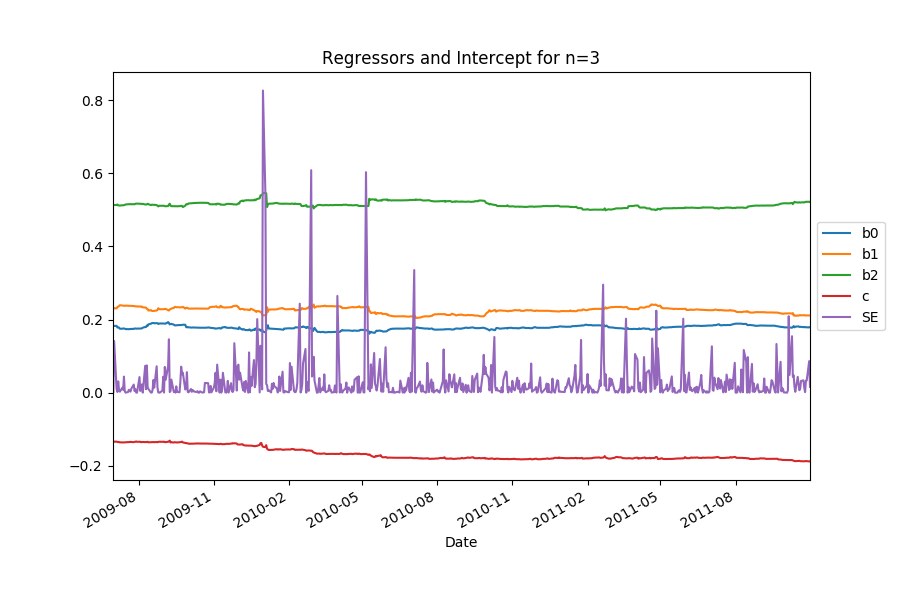 Regressors and Intercept for n=3
0.8
0.6
0.4
0.2
0.0
−0.2
b0
b1
b2
c
SE
2009-08
2009-11
2010-02
2010-05
2010-08
2010-11
2011-02
2011-05
2011-08
Date